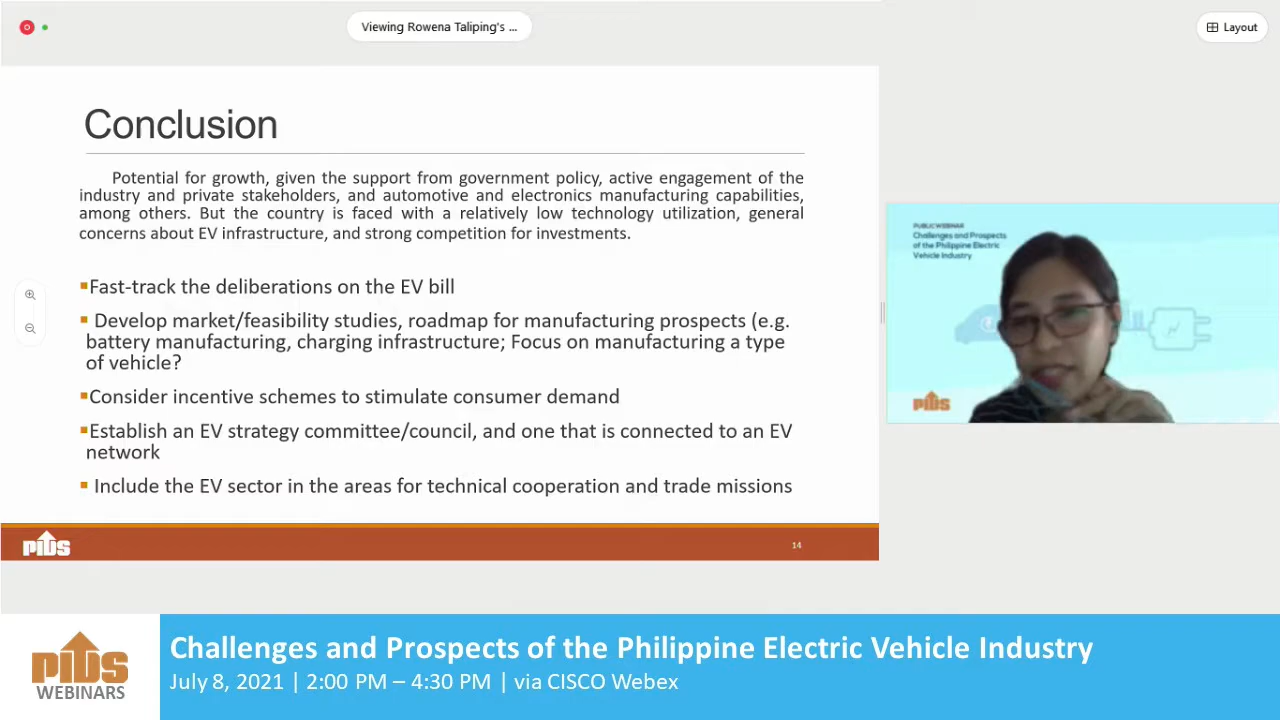 Viewing Rowena Taliping's ...
Layout
Conclusion
Potential for growth, given the support from government policy, active engagement of the
industry and private stakeholders, and automotive and electronics manufacturing capabilities,
among others. But the country is faced with a relatively low technology utilization, general
concerns about EV infrastructure, and strong competition for investments.
▪Fast-track the deliberations on the EV bill
▪ Develop market/feasibility studies, roadmap for manufacturing prospects (e.g.
battery manufacturing, charging infrastructure; Focus on manufacturing a type
of vehicle?
▪Consider incentive schemes to stimulate consumer demand
▪Establish an EV strategy committee/council, and one that is connected to an EV
network
▪ Include the EV sector in the areas for technical cooperation and trade missions
PIDS
14
PUBLIC WEBINAR
Challenges and Prospects
of the Philippine Electric
Vehicle Industry
PIDS
PIDS
WEBINARS
Challenges and Prospects of the Philippine Electric Vehicle Industry
July 8, 2021 | 2:00 PM – 4:30 PM | via CISCO Webex